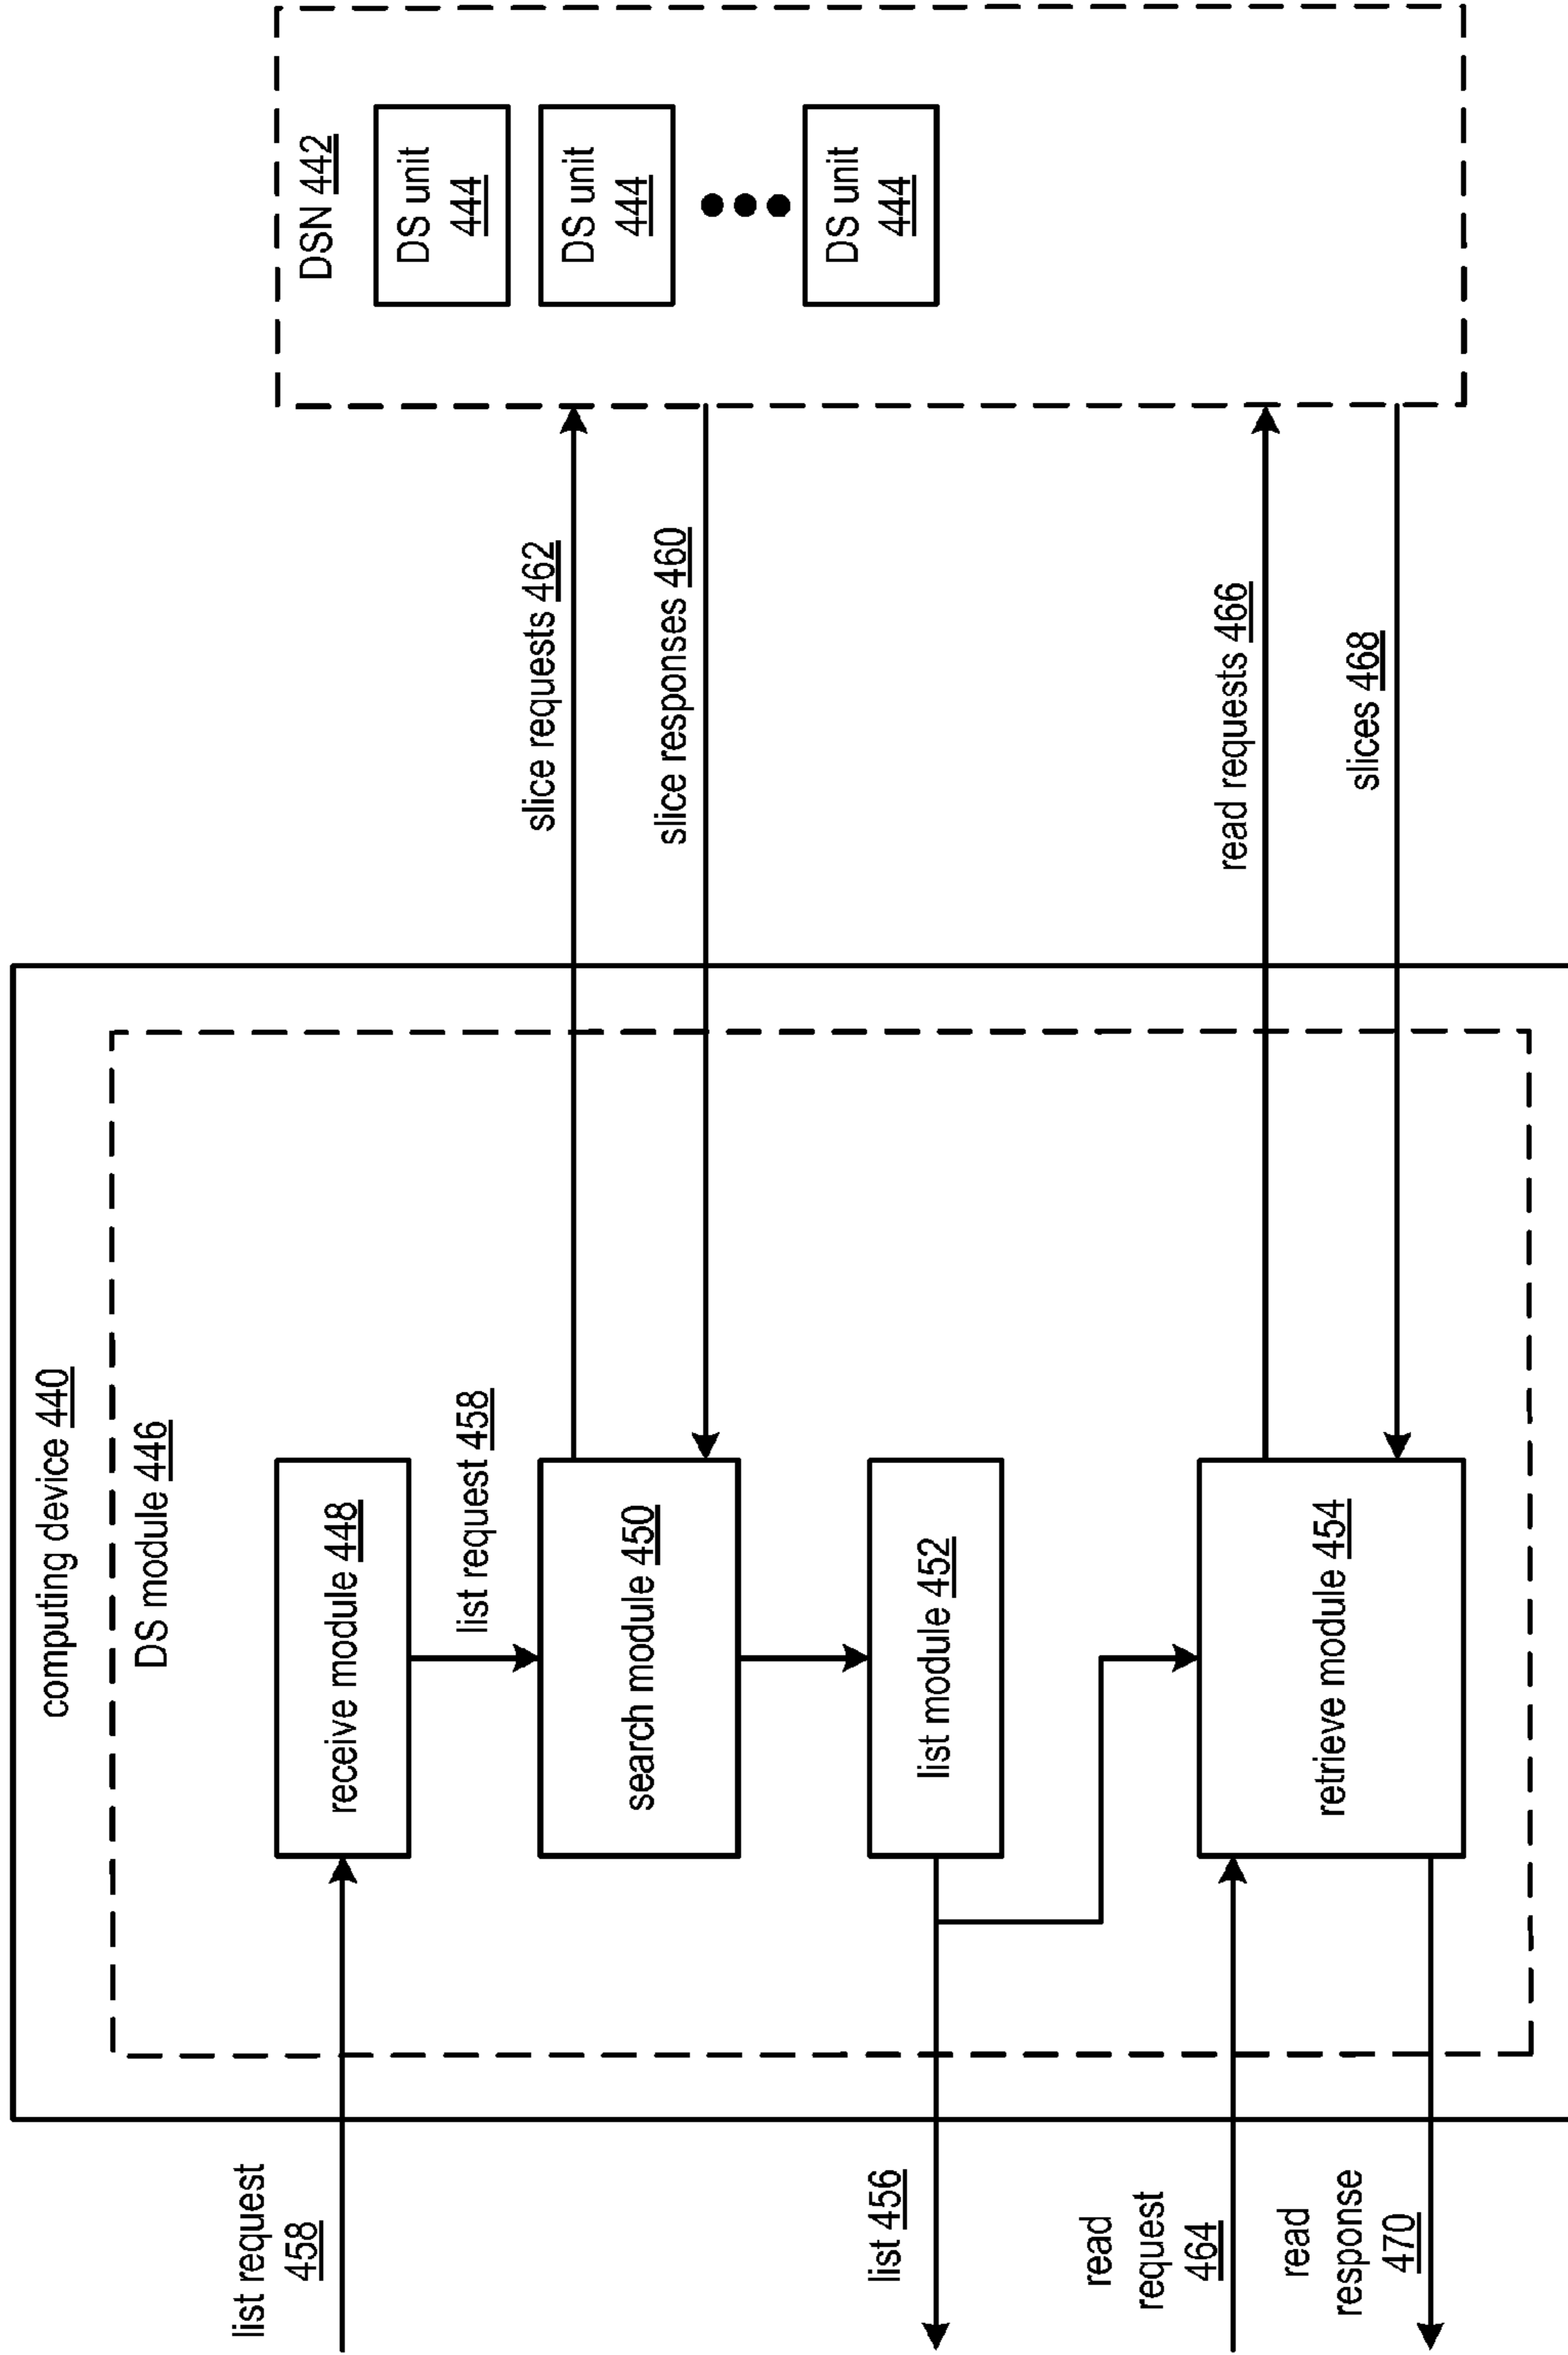 computing device 440
DS module 446
list request
458
receive module 448
list request 458
search module 450
list module 452
list 456
read
request
464
retrieve module 454
read
response
470
slice requests 462
slice responses 460
read requests 466
slices 468
DSN 442
DS unit
444
DS unit
444
DS unit
444